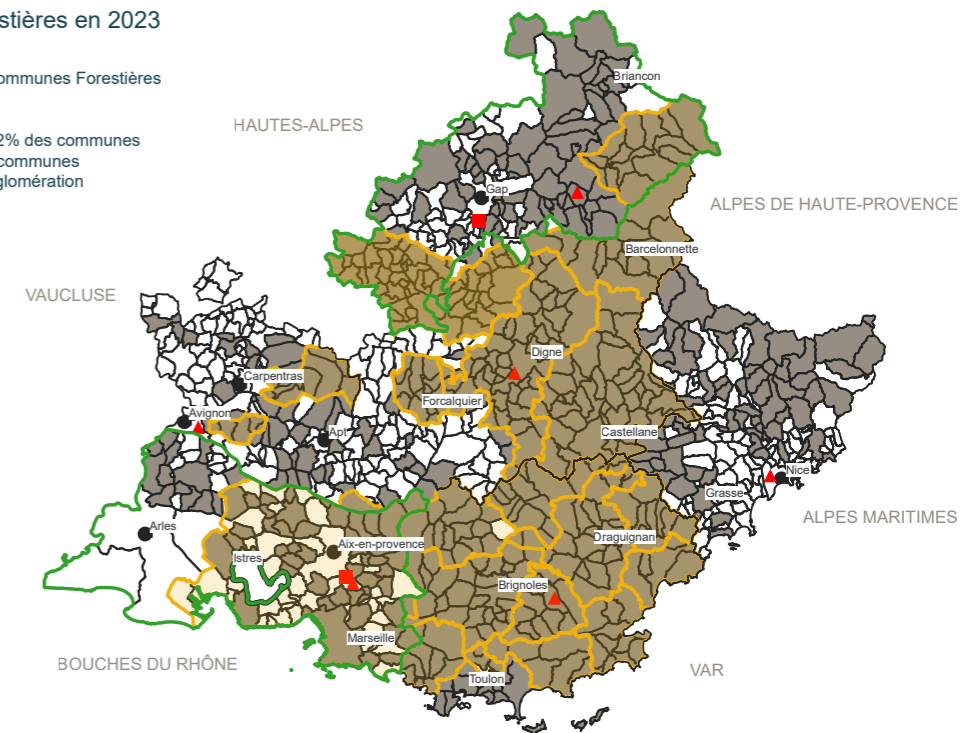 stières en 2023
ommunes Forestières
2% des communes
communes
glomération
Briancon
HAUTES-ALPES
Gap
ALPES DE HAUTE-PROVENCE
Barcelonnette
VAUCLUSE
Digne
Carpentras
Forcalquier
Avignon
Apt
Castellane
Nice
Grasse
ALPES MARITIMES
Arles
Draguignan
Aix-en-provence
Istres
Brignoles
Marseille
BOUCHES DU RHÔNE
VAR
Toulon